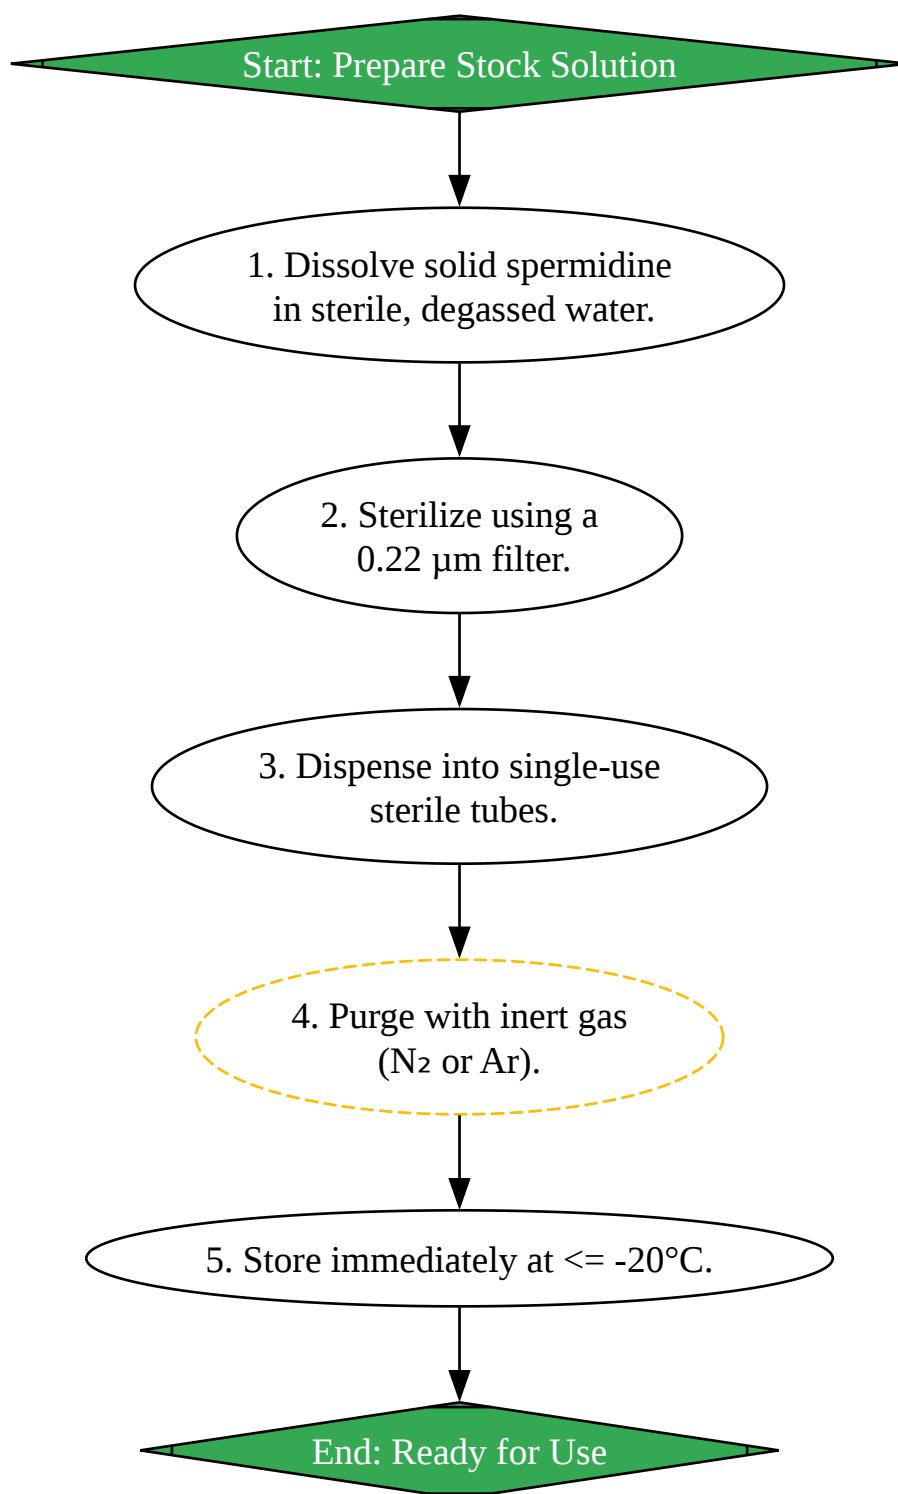 Start: Prepare Stock Solution
1. Dissolve solid spermidine
in sterile, degassed water.
2. Sterilize using a
0.22 µm filter.
3. Dispense into single-use
sterile tubes.
4. Purge with inert gas
(N₂ or Ar).
5. Store immediately at <= -20°C.
End: Ready for Use